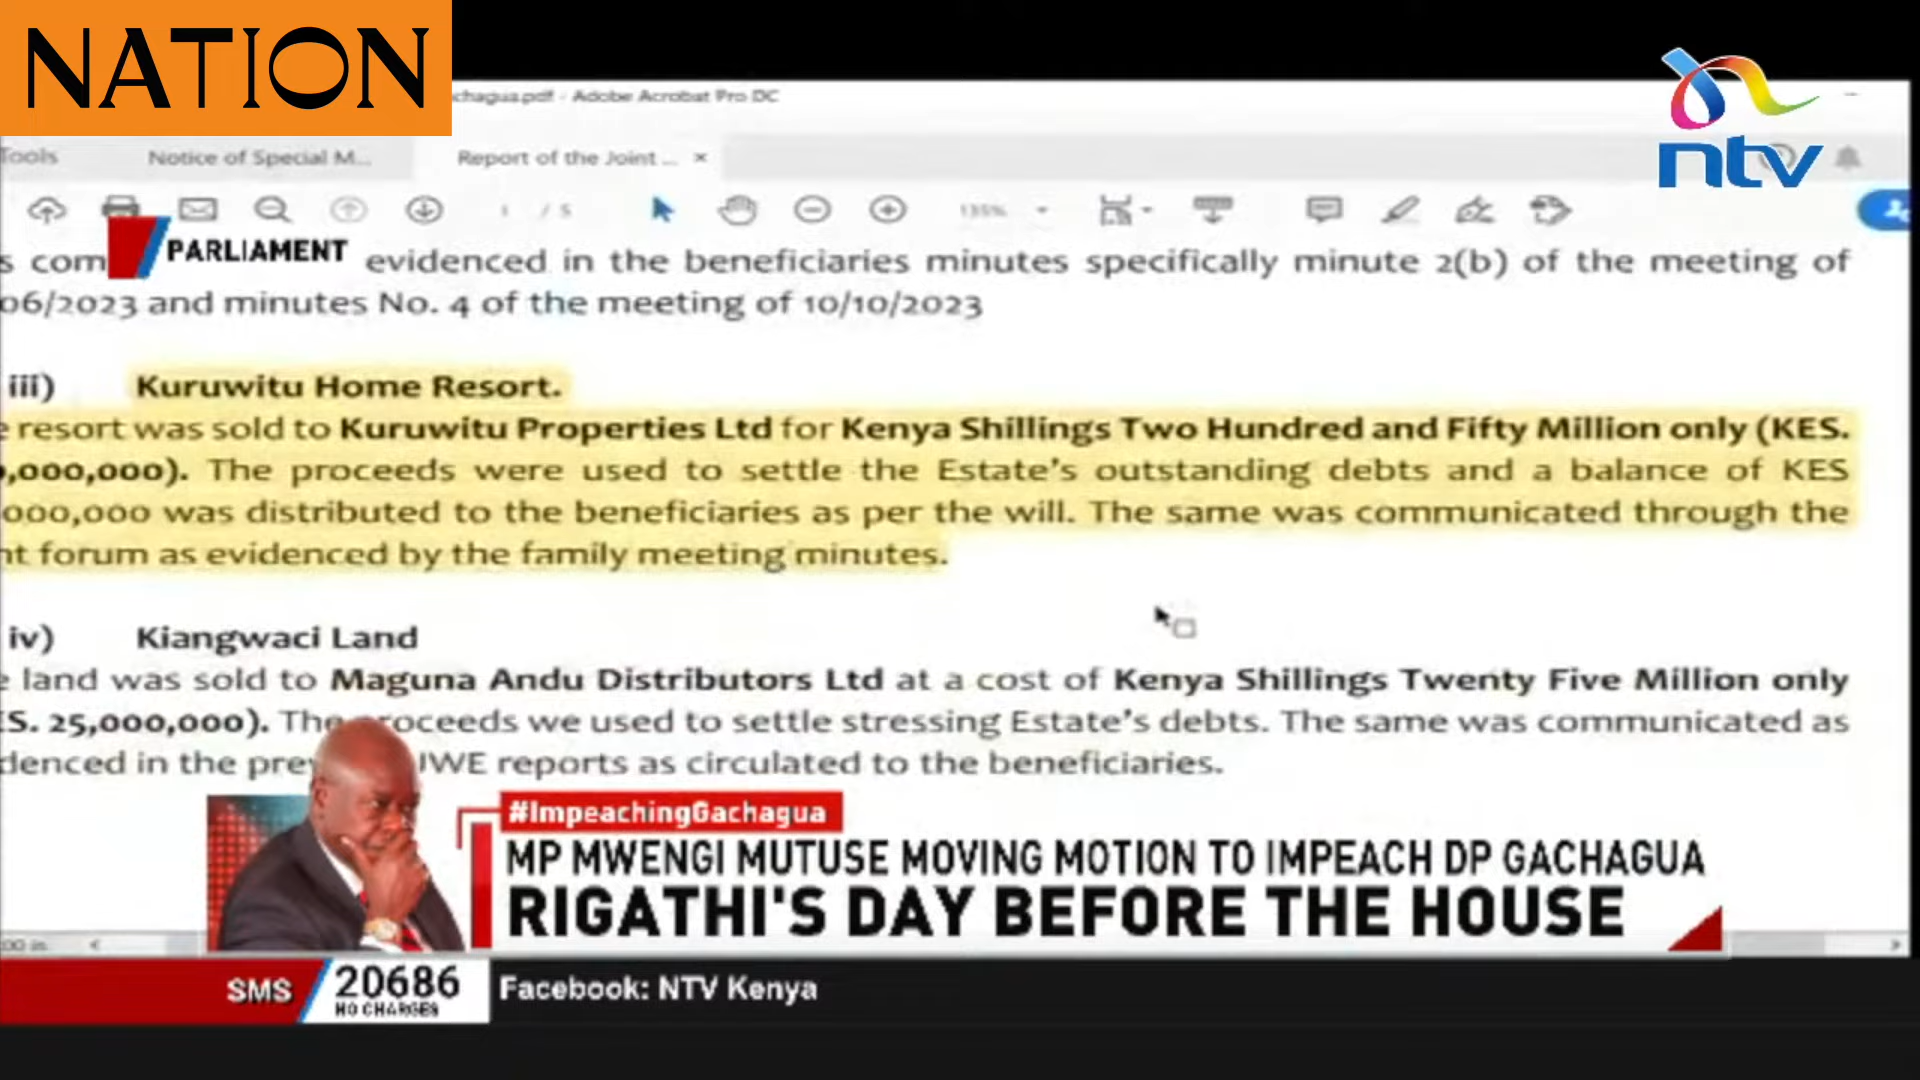 NATION
chagua.pdf - Adobe Acrobat Pro DC
ntv
Tools
Notice of Special M...
Report of the Joint ... ×
1 / 5
135%
PARLIAMENT
s com evidenced in the beneficiaries minutes specifically minute 2(b) of the meeting of
06/2023 and minutes No. 4 of the meeting of 10/10/2023
iii) Kuruwitu Home Resort.
e resort was sold to Kuruwitu Properties Ltd for Kenya Shillings Two Hundred and Fifty Million only (KES.
,000,000). The proceeds were used to settle the Estate's outstanding debts and a balance of KES
000,000 was distributed to the beneficiaries as per the will. The same was communicated through the
nt forum as evidenced by the family meeting minutes.
iv) Kiangwaci Land
e land was sold to Maguna Andu Distributors Ltd at a cost of Kenya Shillings Twenty Five Million only
S. 25,000,000). The proceeds we used to settle stressing Estate's debts. The same was communicated as
denced in the pre IWE reports as circulated to the beneficiaries.
#ImpeachingGachagua
MP MWENGI MUTUSE MOVING MOTION TO IMPEACH DP GACHAGUA
RIGATHI'S DAY BEFORE THE HOUSE
SMS
20686
NO CHARGES
Facebook: NTV Kenya